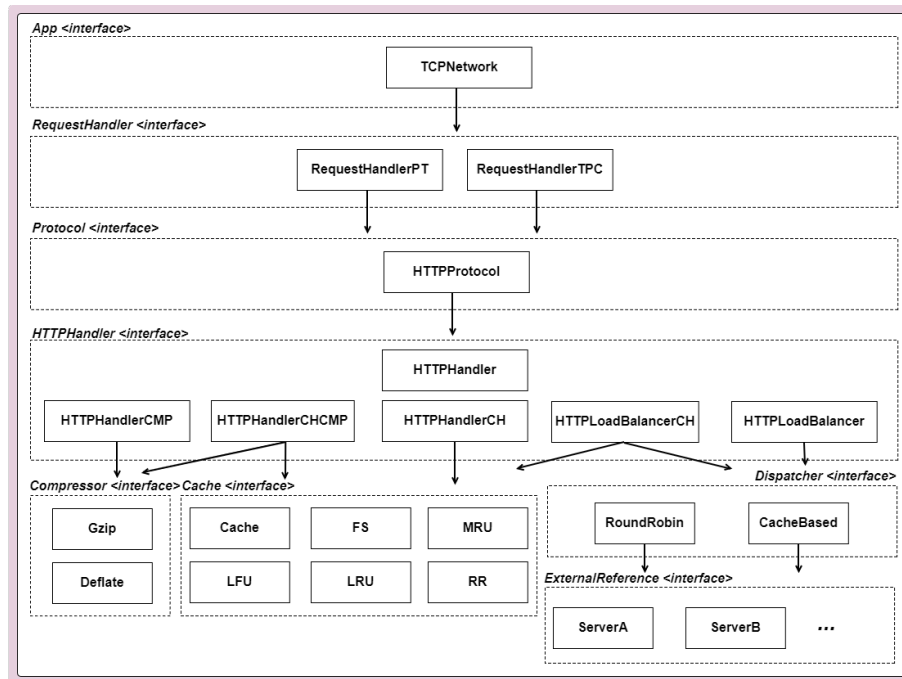 App <interface>
TCPNetwork
RequestHandler <interface>
RequestHandlerPT
RequestHandlerTPC
Protocol <interface>
HTTPProtocol
HTTPHandler <interface>
HTTPHandler
HTTPHandlerCMP
HTTPHandlerCHCMP
HTTPHandlerCH
HTTPLoadBalancerCH
HTTPLoadBalancer
Compressor <interface>
Gzip
Deflate
Cache <interface>
Cache
FS
MRU
LFU
LRU
RR
Dispatcher <interface>
RoundRobin
CacheBased
ExternalReference <interface>
ServerA
ServerB
...